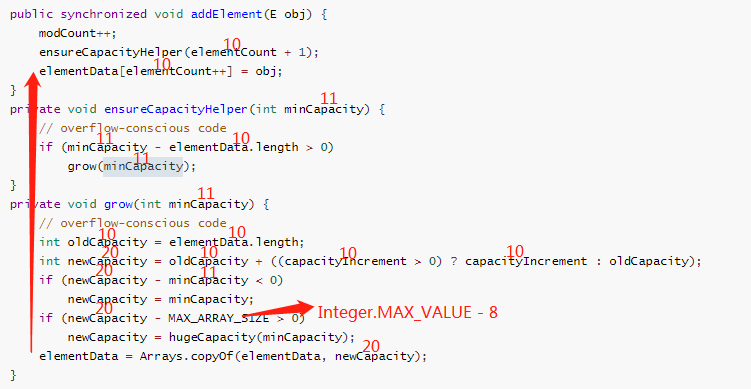 public synchronized void addElement(E obj) {
modCount++;
10
ensureCapacityHelper(elementCount + 1);
10
elementData[elementCount++] = obj;
}
11
private void ensureCapacityHelper(int minCapacity) {
// overflow-conscious code
11 10
if (minCapacity - elementData.length > 0)
11
grow(minCapacity);
}
11
private void grow(int minCapacity) {
// overflow-conscious code
10 10
int oldCapacity = elementData.length;
20 10 10 10
int newCapacity = oldCapacity + ((capacityIncrement > 0) ? capacityIncrement : oldCapacity);
20 11
if (newCapacity - minCapacity < 0)
newCapacity = minCapacity;
20 Integer.MAX_VALUE - 8
if (newCapacity - MAX_ARRAY_SIZE > 0)
newCapacity = hugeCapacity(minCapacity);
20
elementData = Arrays.copyOf(elementData, newCapacity);
}